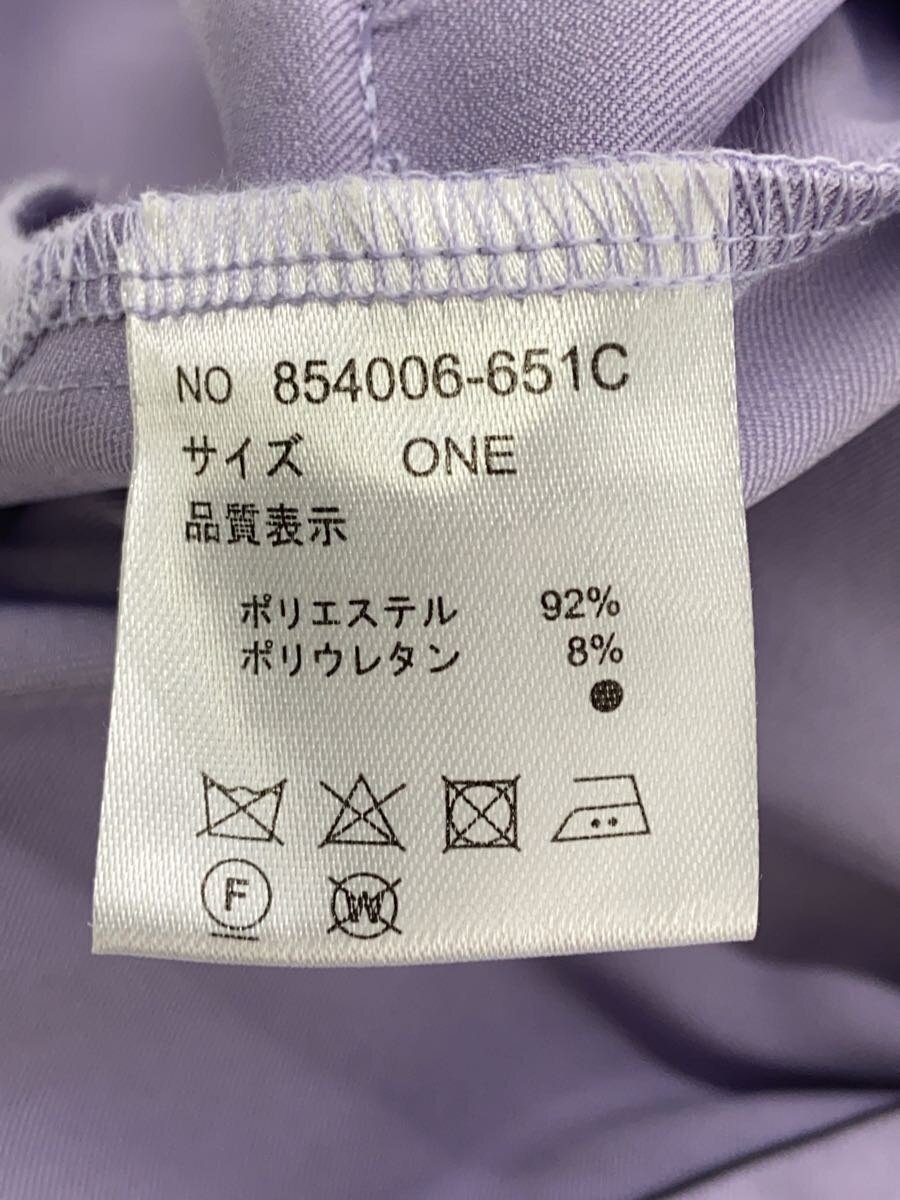 NO 854006-651C
サイズ ONE
品質表示
ポリエステル 92%
ポリウレタン 8%
F W